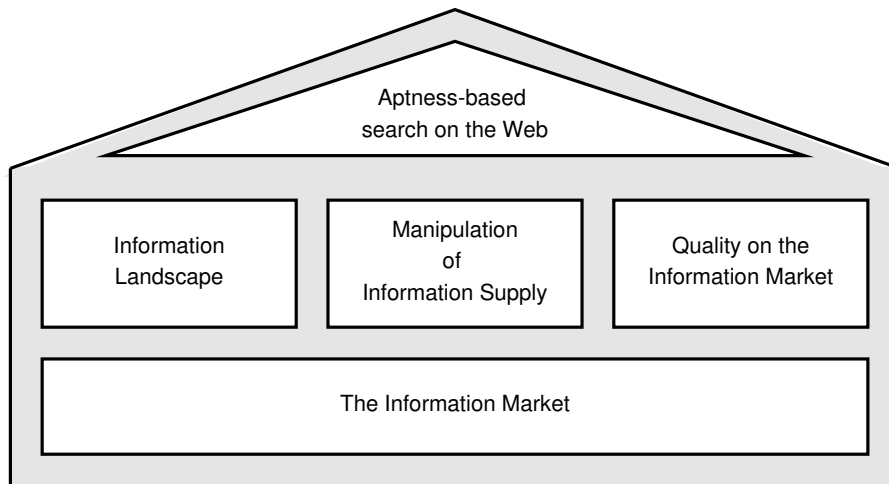 Aptness-based
search on the Web
Information
Landscape
Manipulation
of
Information Supply
Quality on the
Information Market
The Information Market